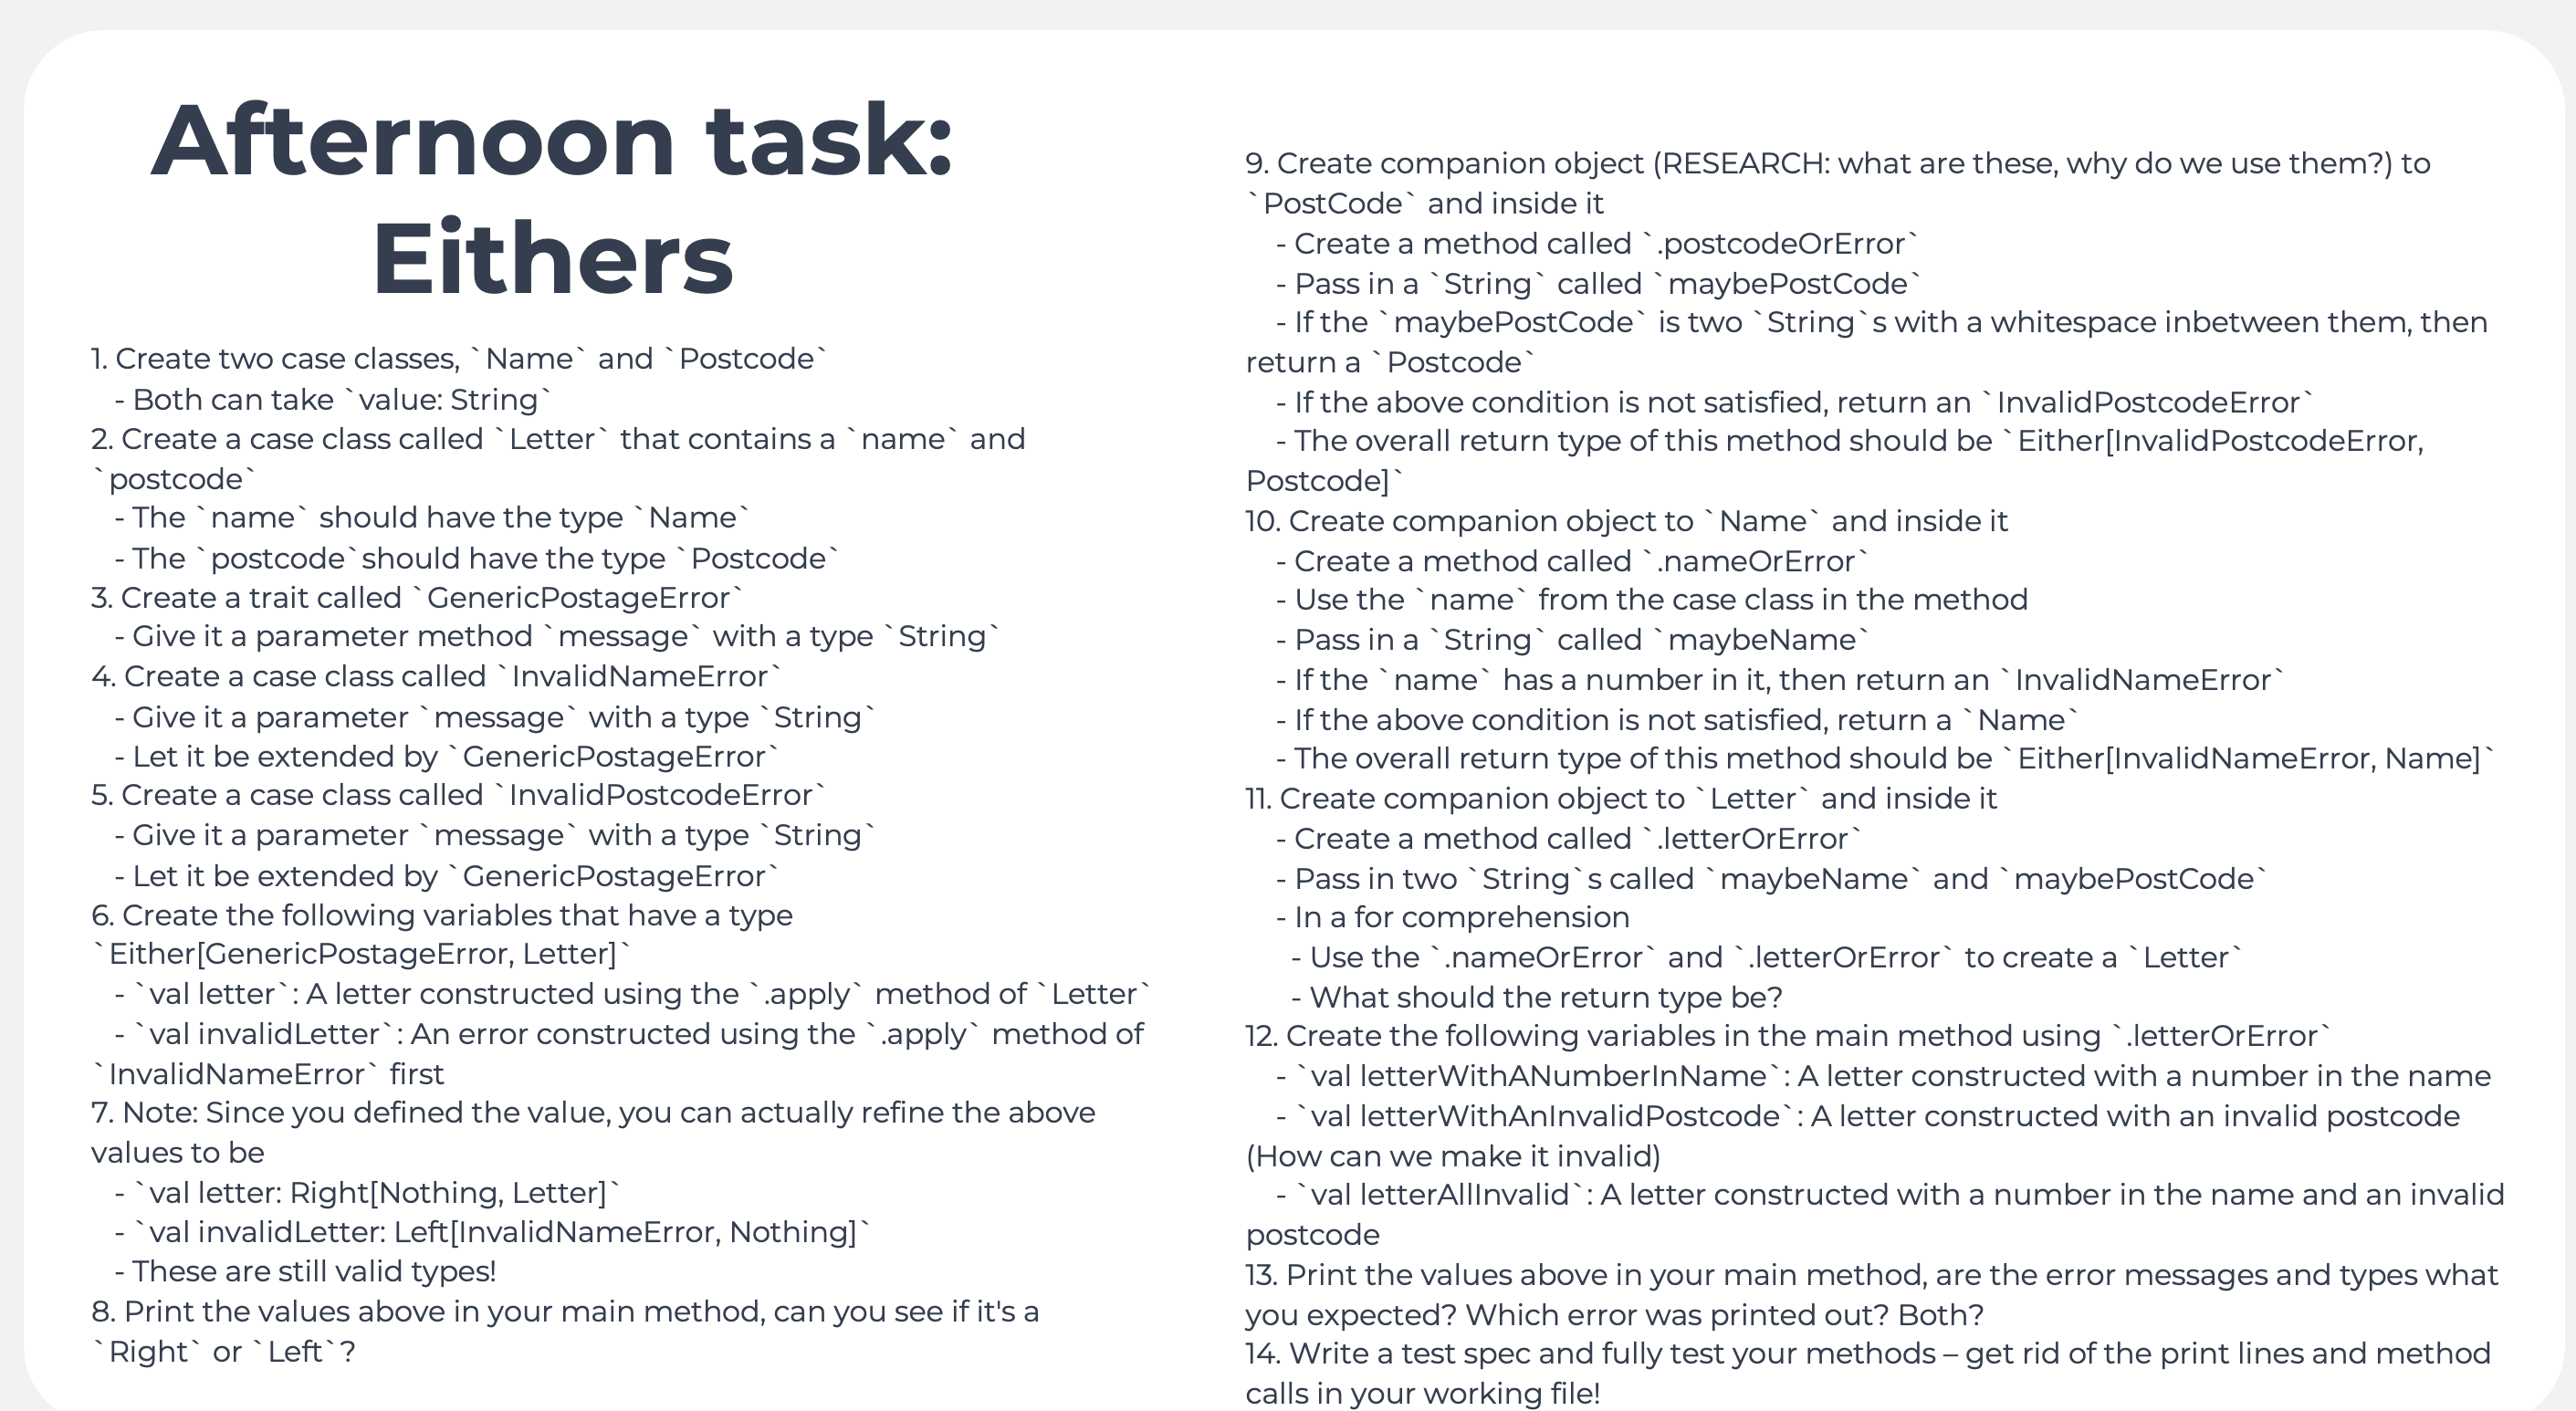 Afternoon task:
Eithers
1. Create two case classes, `Name` and `Postcode`
- Both can take `value: String`
2. Create a case class called `Letter` that contains a `name` and
`postcode`
- The `name` should have the type `Name`
- The `postcode`should have the type `Postcode`
3. Create a trait called `GenericPostageError`
- Give it a parameter method `message` with a type `String`
4. Create a case class called `InvalidNameError`
- Give it a parameter `message` with a type `String`
- Let it be extended by `GenericPostageError`
5. Create a case class called `InvalidPostcodeError`
- Give it a parameter `message` with a type `String`
- Let it be extended by `GenericPostageError`
6. Create the following variables that have a type
`Either[GenericPostageError, Letter]`
- `val letter`: A letter constructed using the `.apply` method of `Letter`
- `val invalidLetter`: An error constructed using the `.apply` method of
`InvalidNameError` first
7. Note: Since you defined the value, you can actually refine the above
values to be
- `val letter: Right[Nothing, Letter]`
- `val invalidLetter: Left[InvalidNameError, Nothing]`
- These are still valid types!
8. Print the values above in your main method, can you see if it's a
`Right` or `Left`?
9. Create companion object (RESEARCH: what are these, why do we use them?) to
`PostCode` and inside it
- Create a method called `.postcodeOrError`
- Pass in a `String` called `maybePostCode`
- If the `maybePostCode` is two `String`s with a whitespace inbetween them, then
return a `Postcode`
- If the above condition is not satisfied, return an `InvalidPostcodeError`
- The overall return type of this method should be `Either[InvalidPostcodeError,
Postcode]`
10. Create companion object to `Name` and inside it
- Create a method called `.nameOrError`
- Use the `name` from the case class in the method
- Pass in a `String` called `maybeName`
- If the `name` has a number in it, then return an `InvalidNameError`
- If the above condition is not satisfied, return a `Name`
- The overall return type of this method should be `Either[InvalidNameError, Name]`
11. Create companion object to `Letter` and inside it
- Create a method called `.letterOrError`
- Pass in two `String`s called `maybeName` and `maybePostCode`
- In a for comprehension
- Use the `.nameOrError` and `.letterOrError` to create a `Letter`
- What should the return type be?
12. Create the following variables in the main method using `.letterOrError`
- `val letterWithANumberInName`: A letter constructed with a number in the name
- `val letterWithAnInvalidPostcode`: A letter constructed with an invalid postcode
(How can we make it invalid)
- `val letterAllInvalid`: A letter constructed with a number in the name and an invalid
postcode
13. Print the values above in your main method, are the error messages and types what
you expected? Which error was printed out? Both?
14. Write a test spec and fully test your methods – get rid of the print lines and method
calls in your working file!